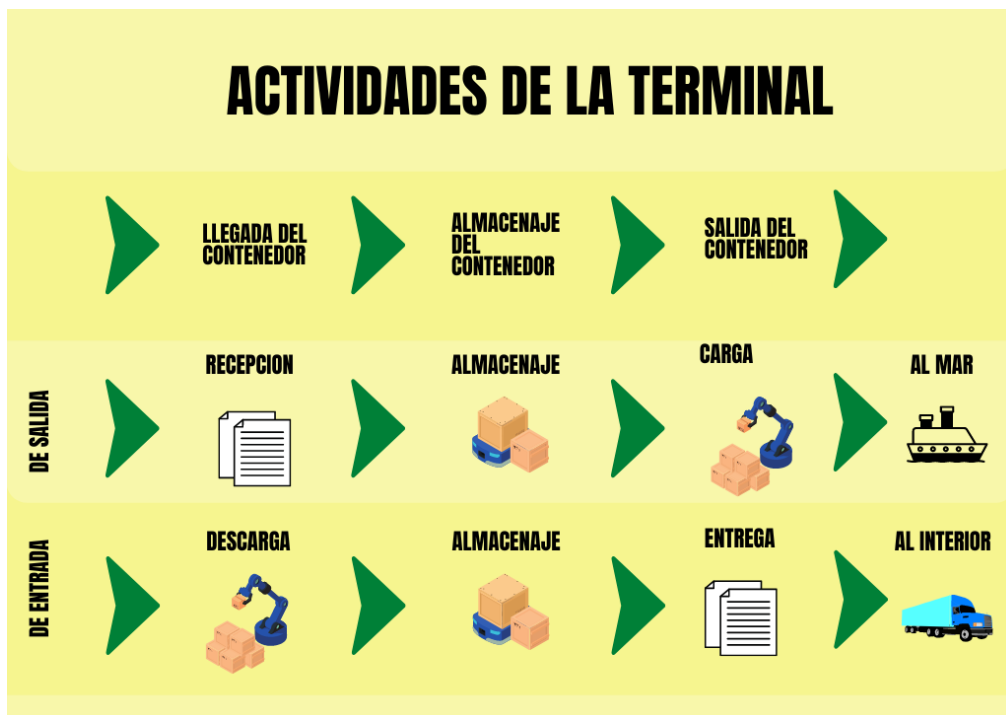 ACTIVIDADES DE LA TERMINAL
LLEGADA DEL
CONTENEDOR
ALMACENAJE
DEL
CONTENEDOR
SALIDA DEL
CONTENEDOR
DE SALIDA
RECEPCION
ALMACENAJE
CARGA
AL MAR
DE ENTRADA
DESCARGA
ALMACENAJE
ENTREGA
AL INTERIOR